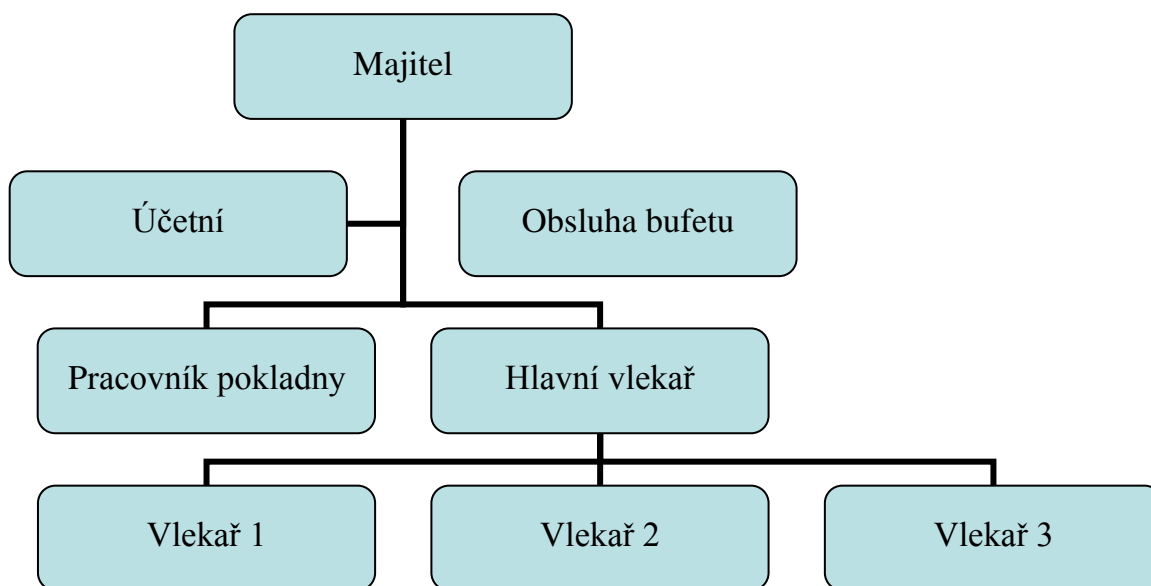 Majitel
Účetní
Obsluha bufetu
Pracovník pokladny
Hlavní vlekař
Vlekař 1
Vlekař 2
Vlekař 3